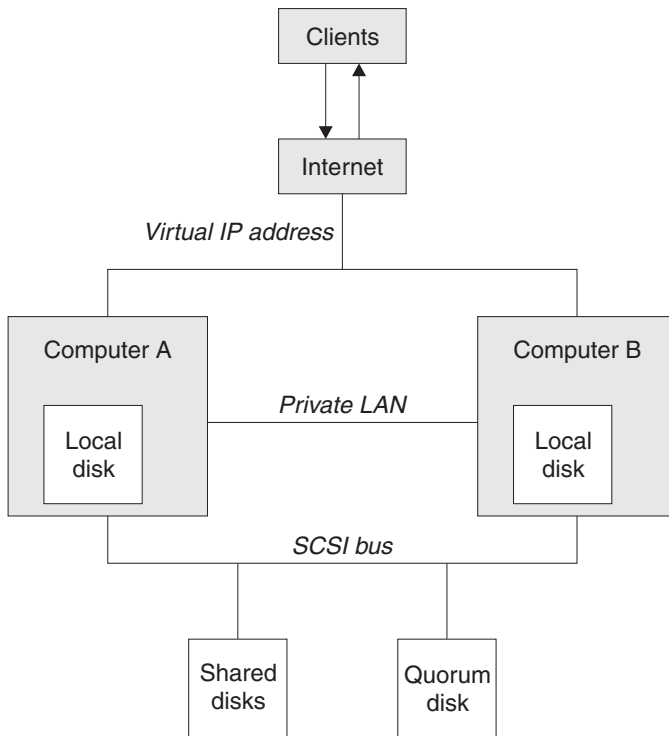 Clients
Internet
Virtual IP address
Computer A
Computer B
Private LAN
Local
disk
Local
disk
SCSI bus
Shared
disks
Quorum
disk